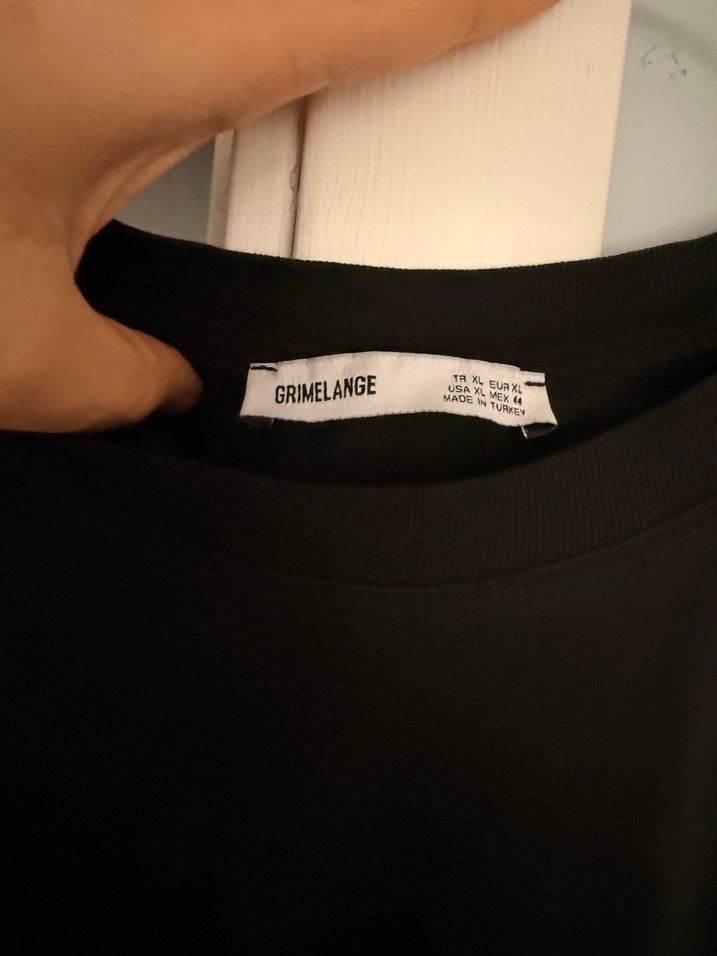 GRIMELANGE
TR XL EUR XL
USA XL MEX 44
MADE IN TURKEY